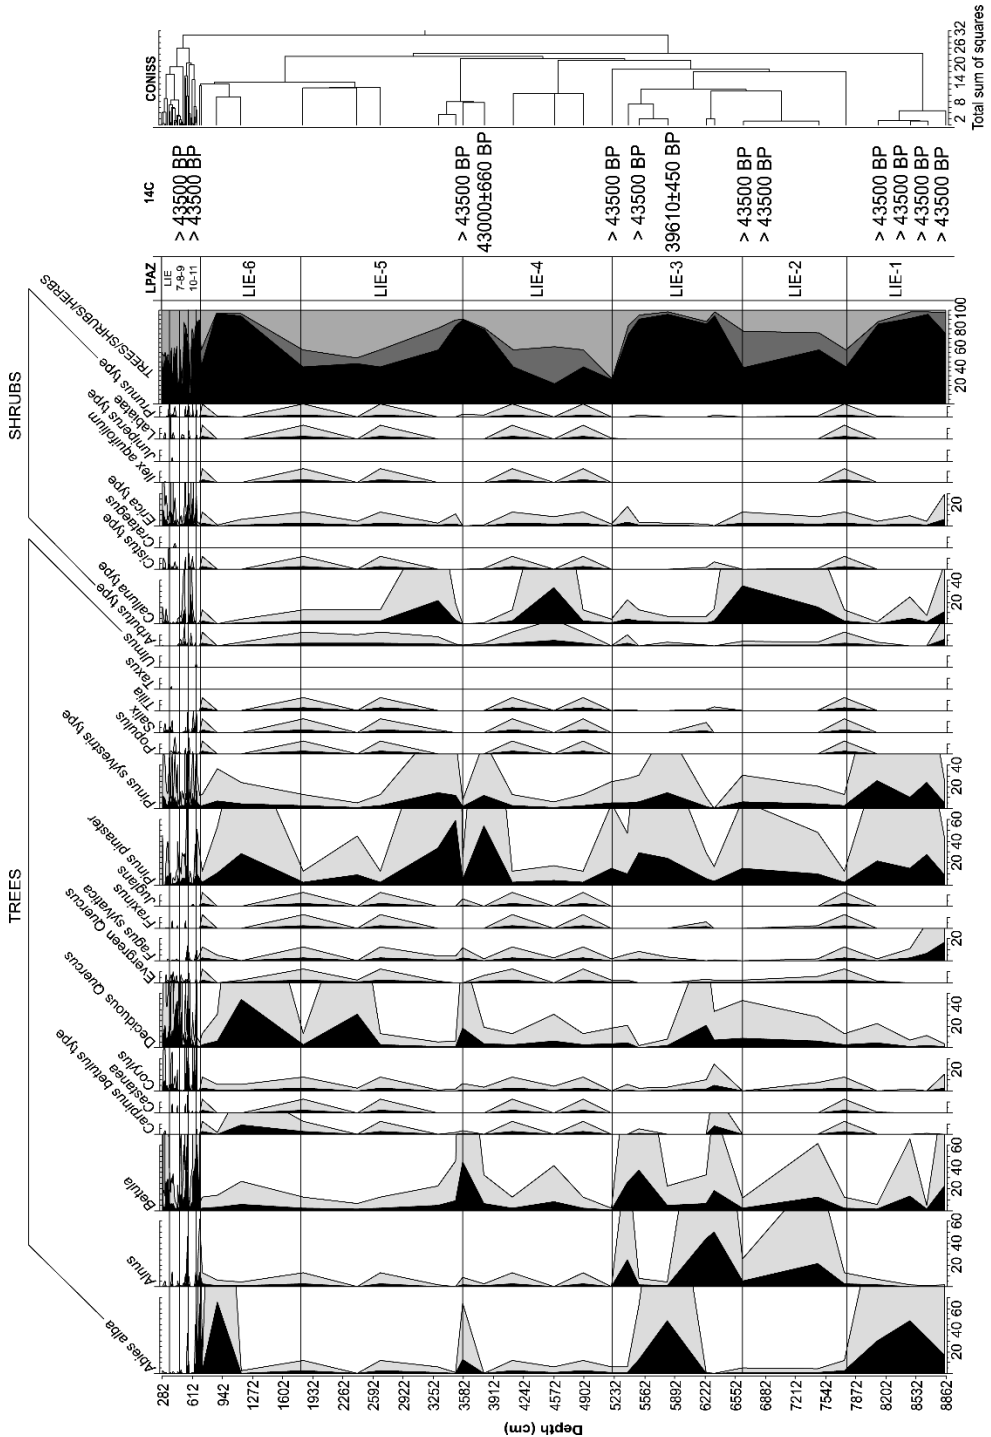 CONISS
2 8 14 20 26 32
Total sum of squares
14C
> 43500 BP
> 43500 BP
> 43500 BP
43000±660 BP
> 43500 BP
> 43500 BP
39610±450 BP
> 43500 BP
> 43500 BP
> 43500 BP
> 43500 BP
> 43500 BP
> 43500 BP
LPAZ
LIE
7-8-9
10-11
LIE-6
LIE-5
LIE-4
LIE-3
LIE-2
LIE-1
TREES/SHRUBS/HERBS
20 40 60 80 100
SHRUBS
Prunus type
Labiatae
Juniperus type
Ilex aquifolium
Erica type
20
Crataegus
Cistus type
Calluna type
20 40
Arbutus type
TREES
Ulmus
Taxus
Tilia
Salix
Populus
Pinus sylvestris type
20 40
Pinus pinaster
20 40 60
Juglans
Fraxinus
Fagus sylvatica
20
Evergreen Quercus
Deciduous Quercus
20 40
Corylus
20
Castanea
Carpinus betulus type
Betula
20 40 60
Alnus
20 40 60
Abies alba
20 40 60
282 612 942 1272 1602 1932 2262 2592 2922 3252 3582 3912 4242 4572 4902 5232 5562 5892 6222 6552 6882 7212 7542 7872 8202 8532 8862
Depth (cm)